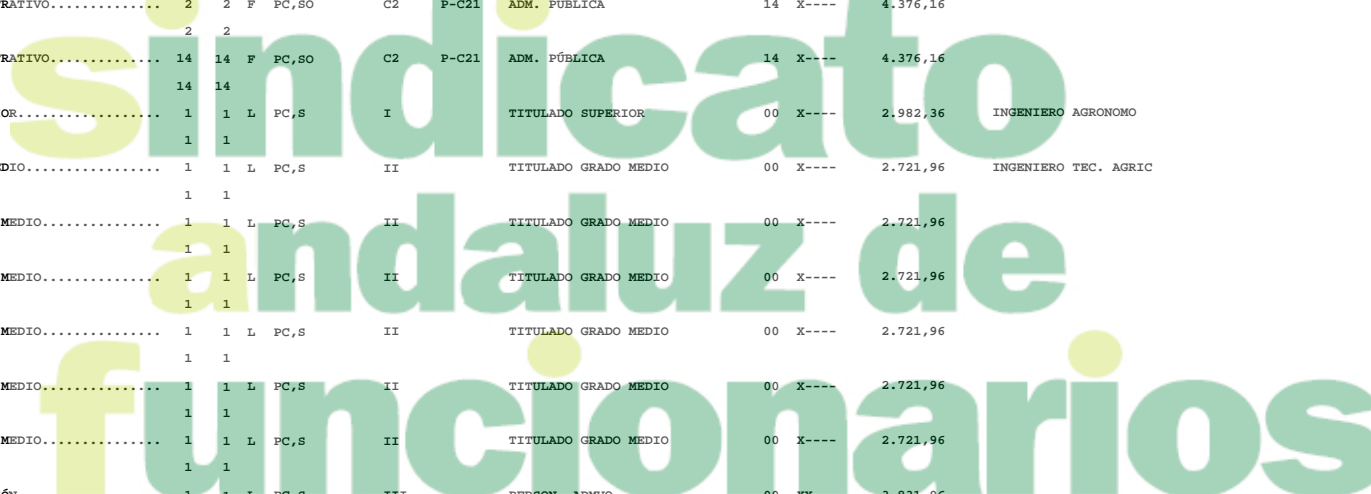 RATIVO.............. 2 2 F PC,SO C2 P-C21 ADM. PÚBLICA 14 X---- 4.376,16
2 2
RATIVO.............. 14 14 F PC,SO C2 P-C21 ADM. PÚBLICA 14 X---- 4.376,16
14 14
OR.................. 1 1 L PC,S I TITULADO SUPERIOR 00 X---- 2.982,36 INGENIERO AGRONOMO
1 1
DIO................. 1 1 L PC,S II TITULADO GRADO MEDIO 00 X---- 2.721,96 INGENIERO TEC. AGRIC
1 1
MEDIO............... 1 1 L PC,S II TITULADO GRADO MEDIO 00 X---- 2.721,96
1 1
MEDIO............... 1 1 L PC,S II TITULADO GRADO MEDIO 00 X---- 2.721,96
1 1
MEDIO............... 1 1 L PC,S II TITULADO GRADO MEDIO 00 X---- 2.721,96
1 1
MEDIO............... 1 1 L PC,S II TITULADO GRADO MEDIO 00 X---- 2.721,96
1 1
MEDIO............... 1 1 L PC,S II TITULADO GRADO MEDIO 00 X---- 2.721,96
1 1
sindicato
andaluz de
funcionarios